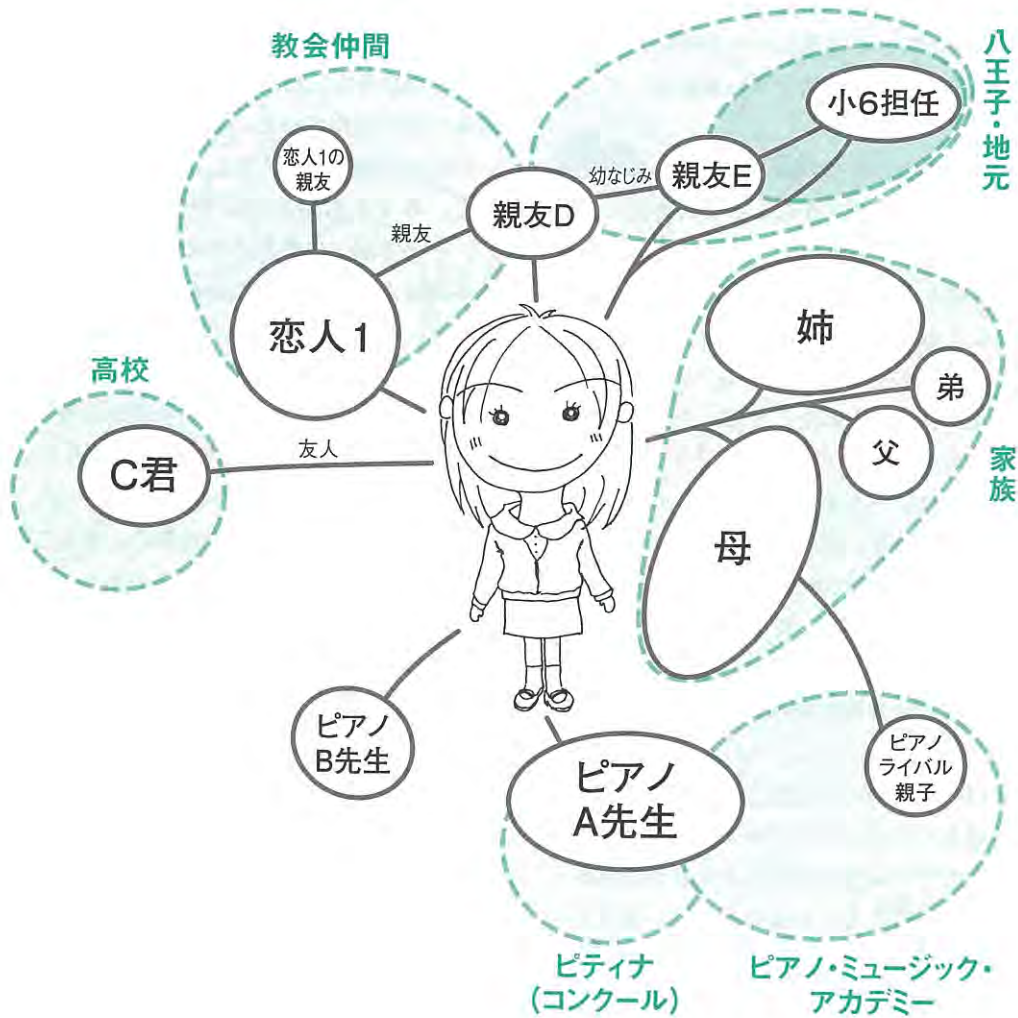 教会仲間
八王子・地元
小6担任
恋人1の
親友
幼なじみ
親友E
親友D
親友
恋人1
姉
高校
弟
友人
父
C君
家族
母
ピアノ
B先生
ピアノ
ライバル
親子
ピアノ
A先生
ピティナ
(コンクール)
ピアノ・ミュージック・
アカデミー